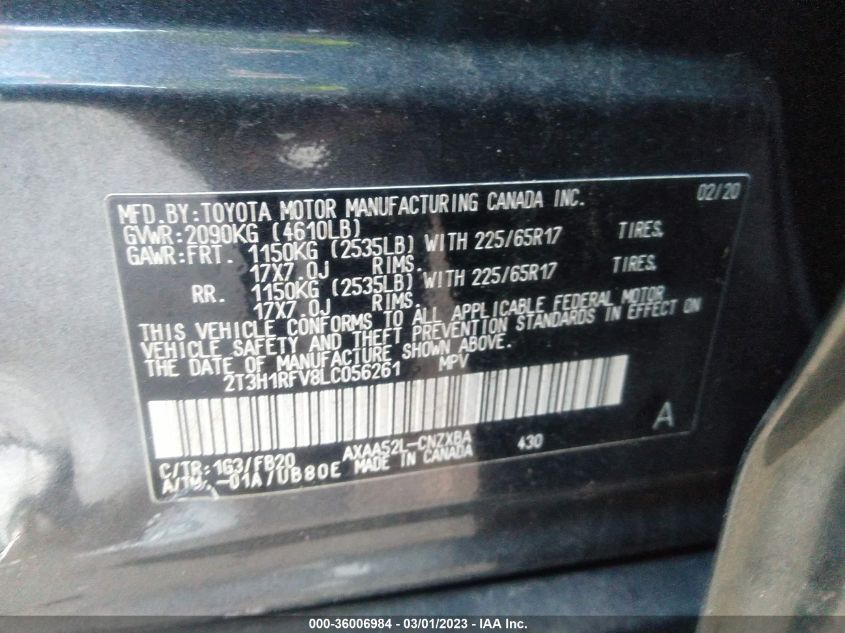 MFD.BY:TOYOTA MOTOR MANUFACTURING CANADA INC. 02/20
GVWR:2090KG (4610LB)
GAWR:FRT. 1150KG (2535LB) WITH 225/65R17 TIRES,
17X7.0J RIMS.
RR. 1150KG (2535LB) WITH 225/65R17 TIRES,
17X7.0J RIMS.
THIS VEHICLE CONFORMS TO ALL APPLICABLE FEDERAL MOTOR
VEHICLE SAFETY AND THEFT PREVENTION STANDARDS IN EFFECT ON
THE DATE OF MANUFACTURE SHOWN ABOVE.
2T3H1RFV8LC056261 MPV
A
C/TR:1G3/FB20 AXAA52L-CNZXBA 430
A/TM:-01A/UB80E MADE IN CANADA
000-36006984 - 03/01/2023 - IAA Inc.